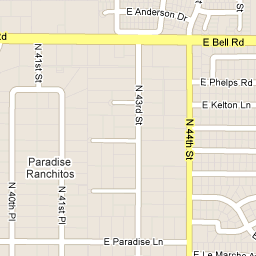 E Anderson Dr
Rd
E Bell Rd
N 41st St
E Phelps Rd
N 43rd St
E Kelton Ln
N 44th St
Paradise
Ranchitos
N 40th Pl
N 41st Pl
E Paradise Ln
E Le Marche A